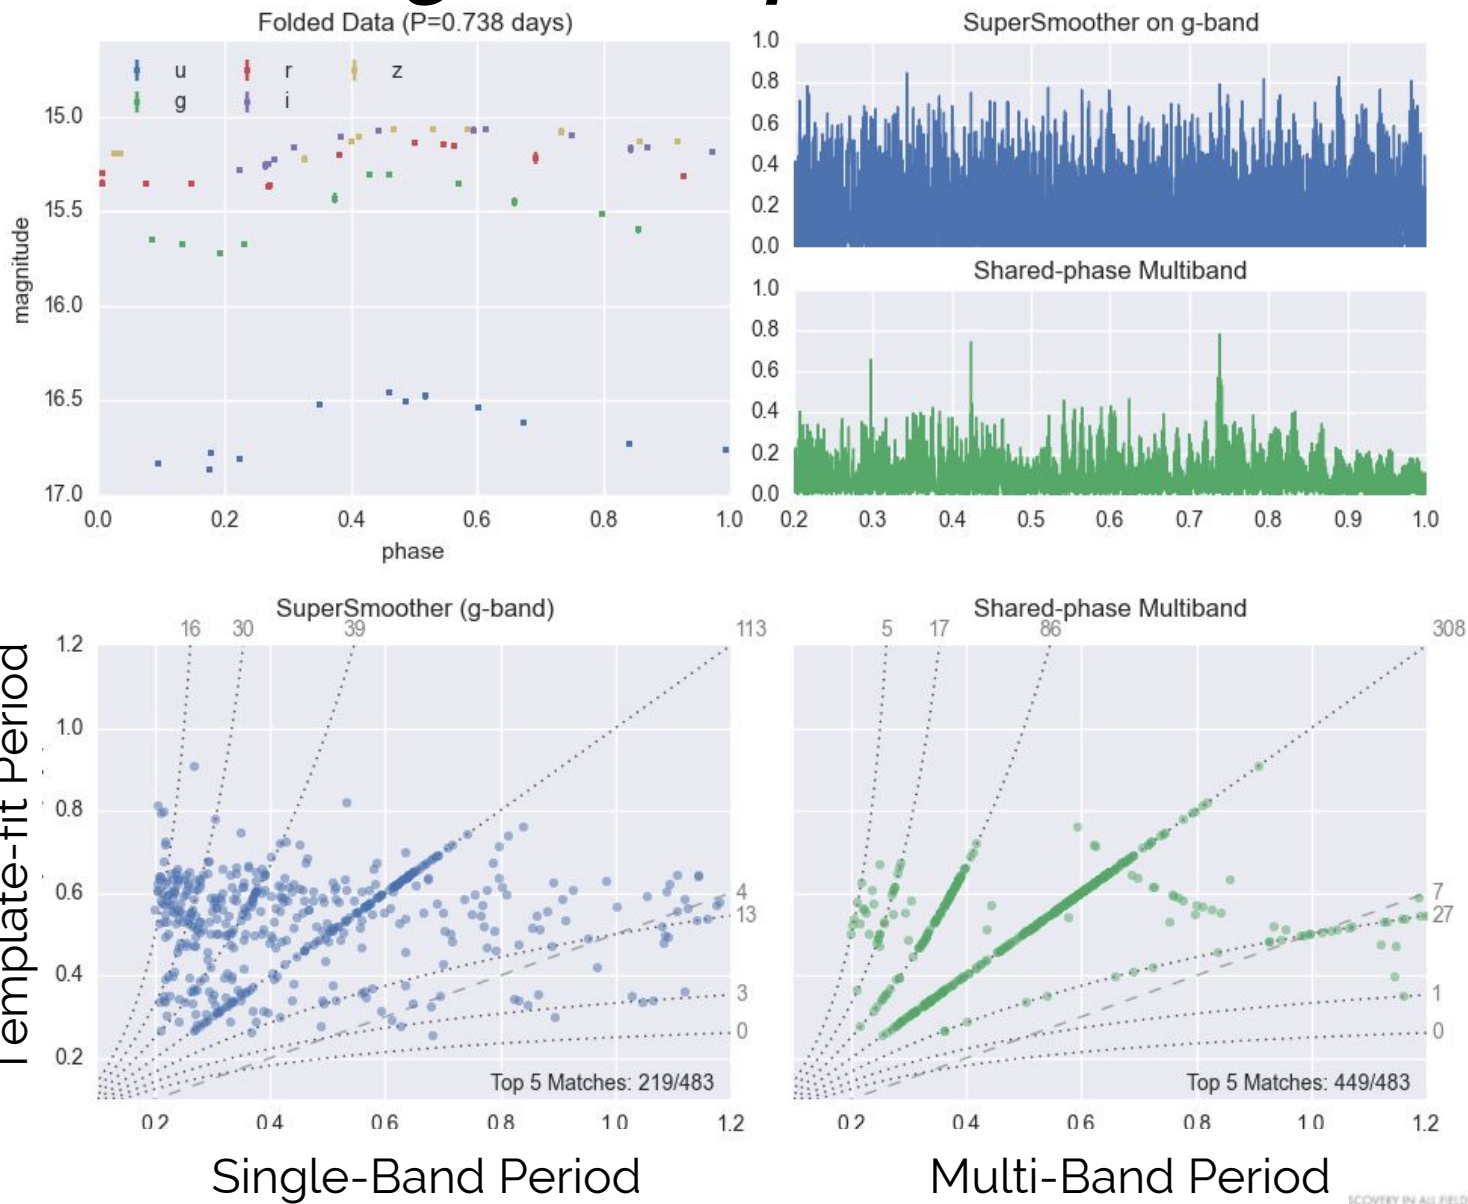 Folded Data (P=0.738 days)
u r z
g i
magnitude
15.0
15.5
16.0
16.5
17.0
0.0 0.2 0.4 0.6 0.8 1.0
phase
SuperSmoother on g-band
1.0
0.8
0.6
0.4
0.2
0.0
Shared-phase Multiband
1.0
0.8
0.6
0.4
0.2
0.0
0.2 0.3 0.4 0.5 0.6 0.7 0.8 0.9 1.0
SuperSmoother (g-band)
16 30 39 113
Template-fit Period
1.2
1.0
0.8
0.6
0.4
0.2
4
13
3
0
Top 5 Matches: 219/483
0.2 0.4 0.6 0.8 1.0 1.2
Single-Band Period
Shared-phase Multiband
5 17 86 308
7
27
1
0
Top 5 Matches: 449/483
0.2 0.4 0.6 0.8 1.0 1.2
Multi-Band Period
SCOVERY IN ALL FIELD